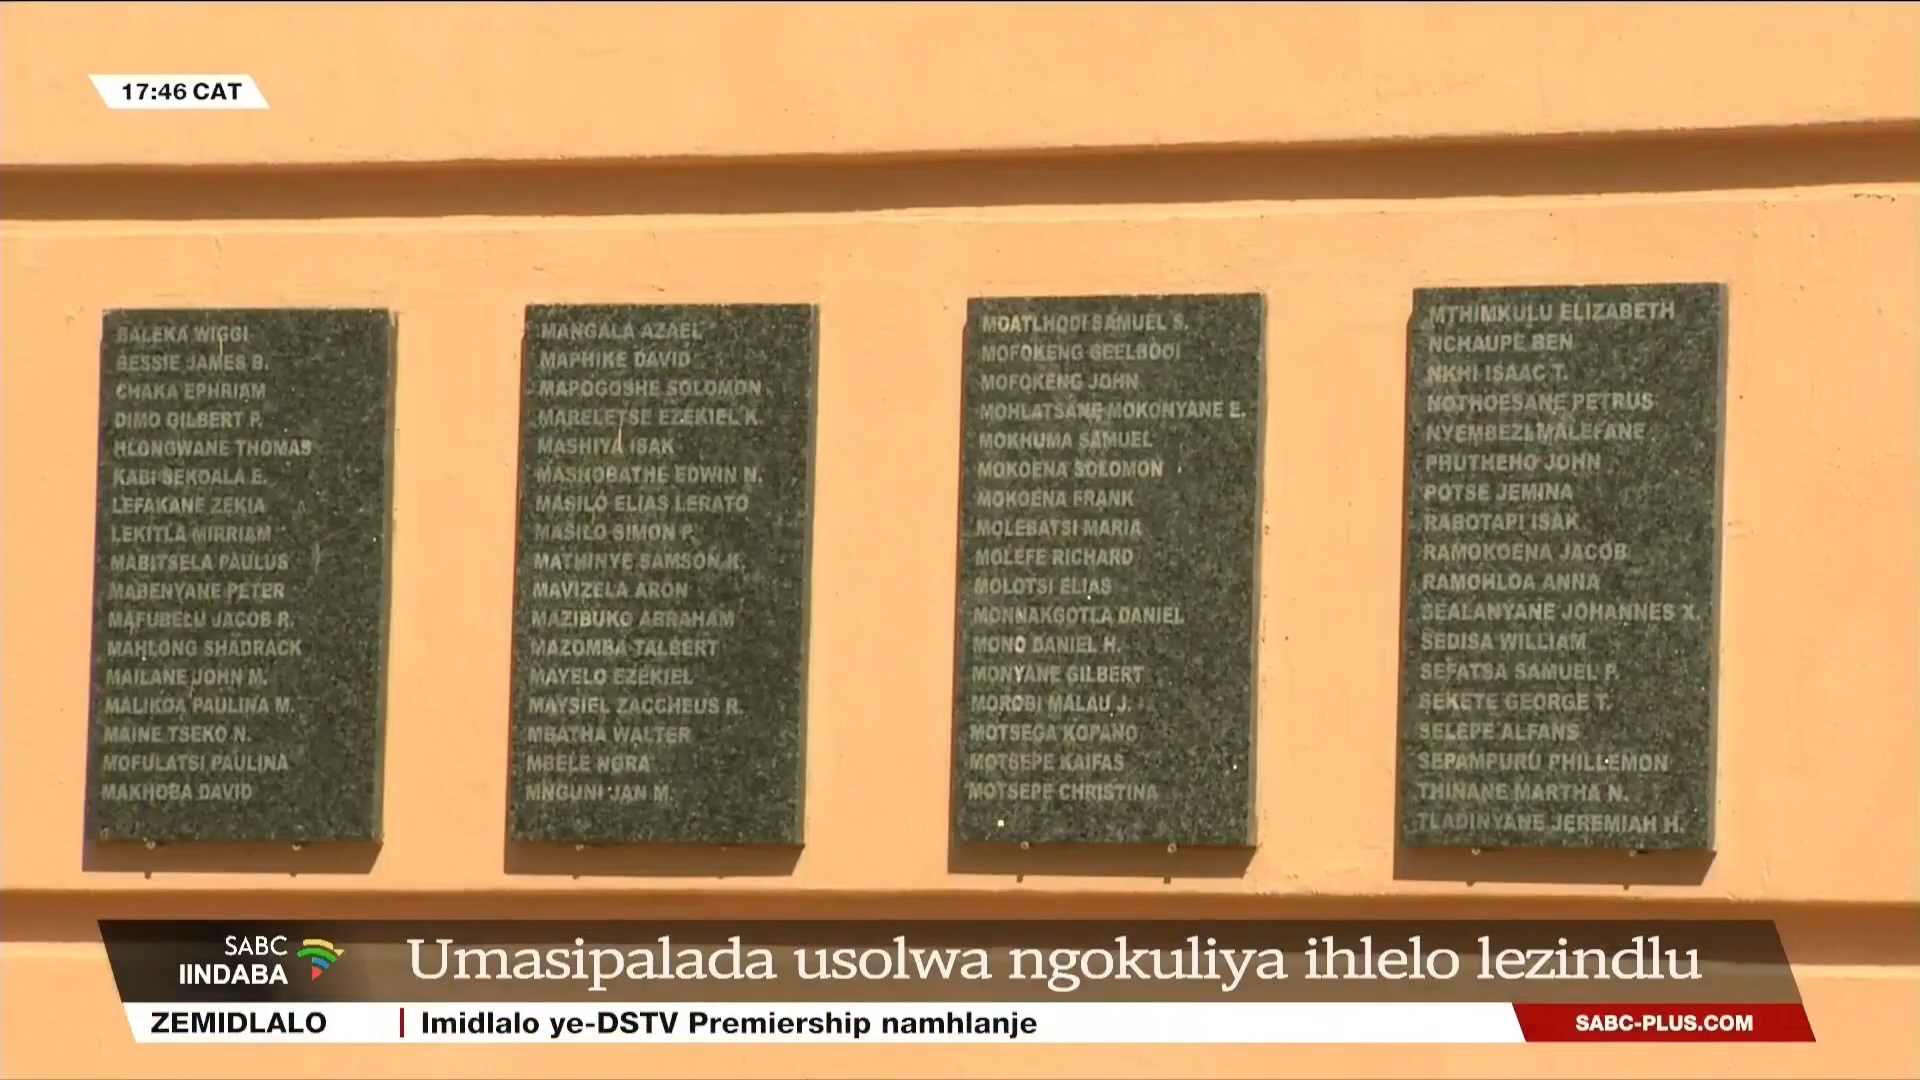 17:46 CAT
BALEKA WIGGI
BESSIE JAMES B.
CHAKA EPHRIAM
DIMO GILBERT P.
HLONGWANE THOMAS
KABI SEKOALA E.
LEFAKANE ZEKIA
LEKITLA MIRRIAM
MABITSELA PAULUS
MABENYANE PETER
MAFUBELU JACOB R.
MAHLONG SHADRACK
MAILANE JOHN M.
MALIKOA PAULINA M.
MAINE TSEKO N.
MOFULATSI PAULINA
MAKHOBA DAVID
MANGALA AZAEL
MAPHIKE DAVID
MAPOGOSHE SOLOMON
MARELETSE EZEKIEL K.
MASHIYA ISAK
MASHOBATHE EDWIN N.
MASILO ELIAS LERATO
MASILO SIMON P.
MATHINYE SAMSON K.
MAVIZELA ARON
MAZIBUKO ABRAHAM
MAZOMBA TALBERT
MAYELO EZEKIEL
MAYSIEL ZACCHEUS R.
MBATHA WALTER
MBELE NORA
MNGUNI JAN M.
MOATLHODI SAMUEL S.
MOFOKENG GEELBOOI
MOFOKENG JOHN
MOHLATSANE MOKONYANE E.
MOKHUMA SAMUEL
MOKOENA SOLOMON
MOKOENA FRANK
MOLEBATSI MARIA
MOLEFE RICHARD
MOLOTSI ELIAS
MONNAKGOTLA DANIEL
MONO DANIEL H.
MONYANE GILBERT
MOROBI MALAU J.
MOTSEGA KOPANO
MOTSEPE KAIFAS
MOTSEPE CHRISTINA
MTHIMKULU ELIZABETH
NCHAUPE BEN
NKHI ISAAC T.
NOTHOESANE PETRUS
NYEMBEZI MALEFANE
PHUTHEHO JOHN
POTSE JEMINA
RABOTAPI ISAK
RAMOKOENA JACOB
RAMOHLOA ANNA
SEALANYANE JOHANNES X.
SEDISA WILLIAM
SEFATSA SAMUEL P.
SEKETE GEORGE T.
SELEPE ALFANS
SEPAMPURU PHILLEMON
THINANE MARTHA N.
TLADINYANE JEREMIAH H.
SABC
IINDABA
Umasipalada usolwa ngokuliya ihlelo lezindlu
ZEMIDLALO
Imidlalo ye-DSTV Premiership namhlanje
SABC-PLUS.COM